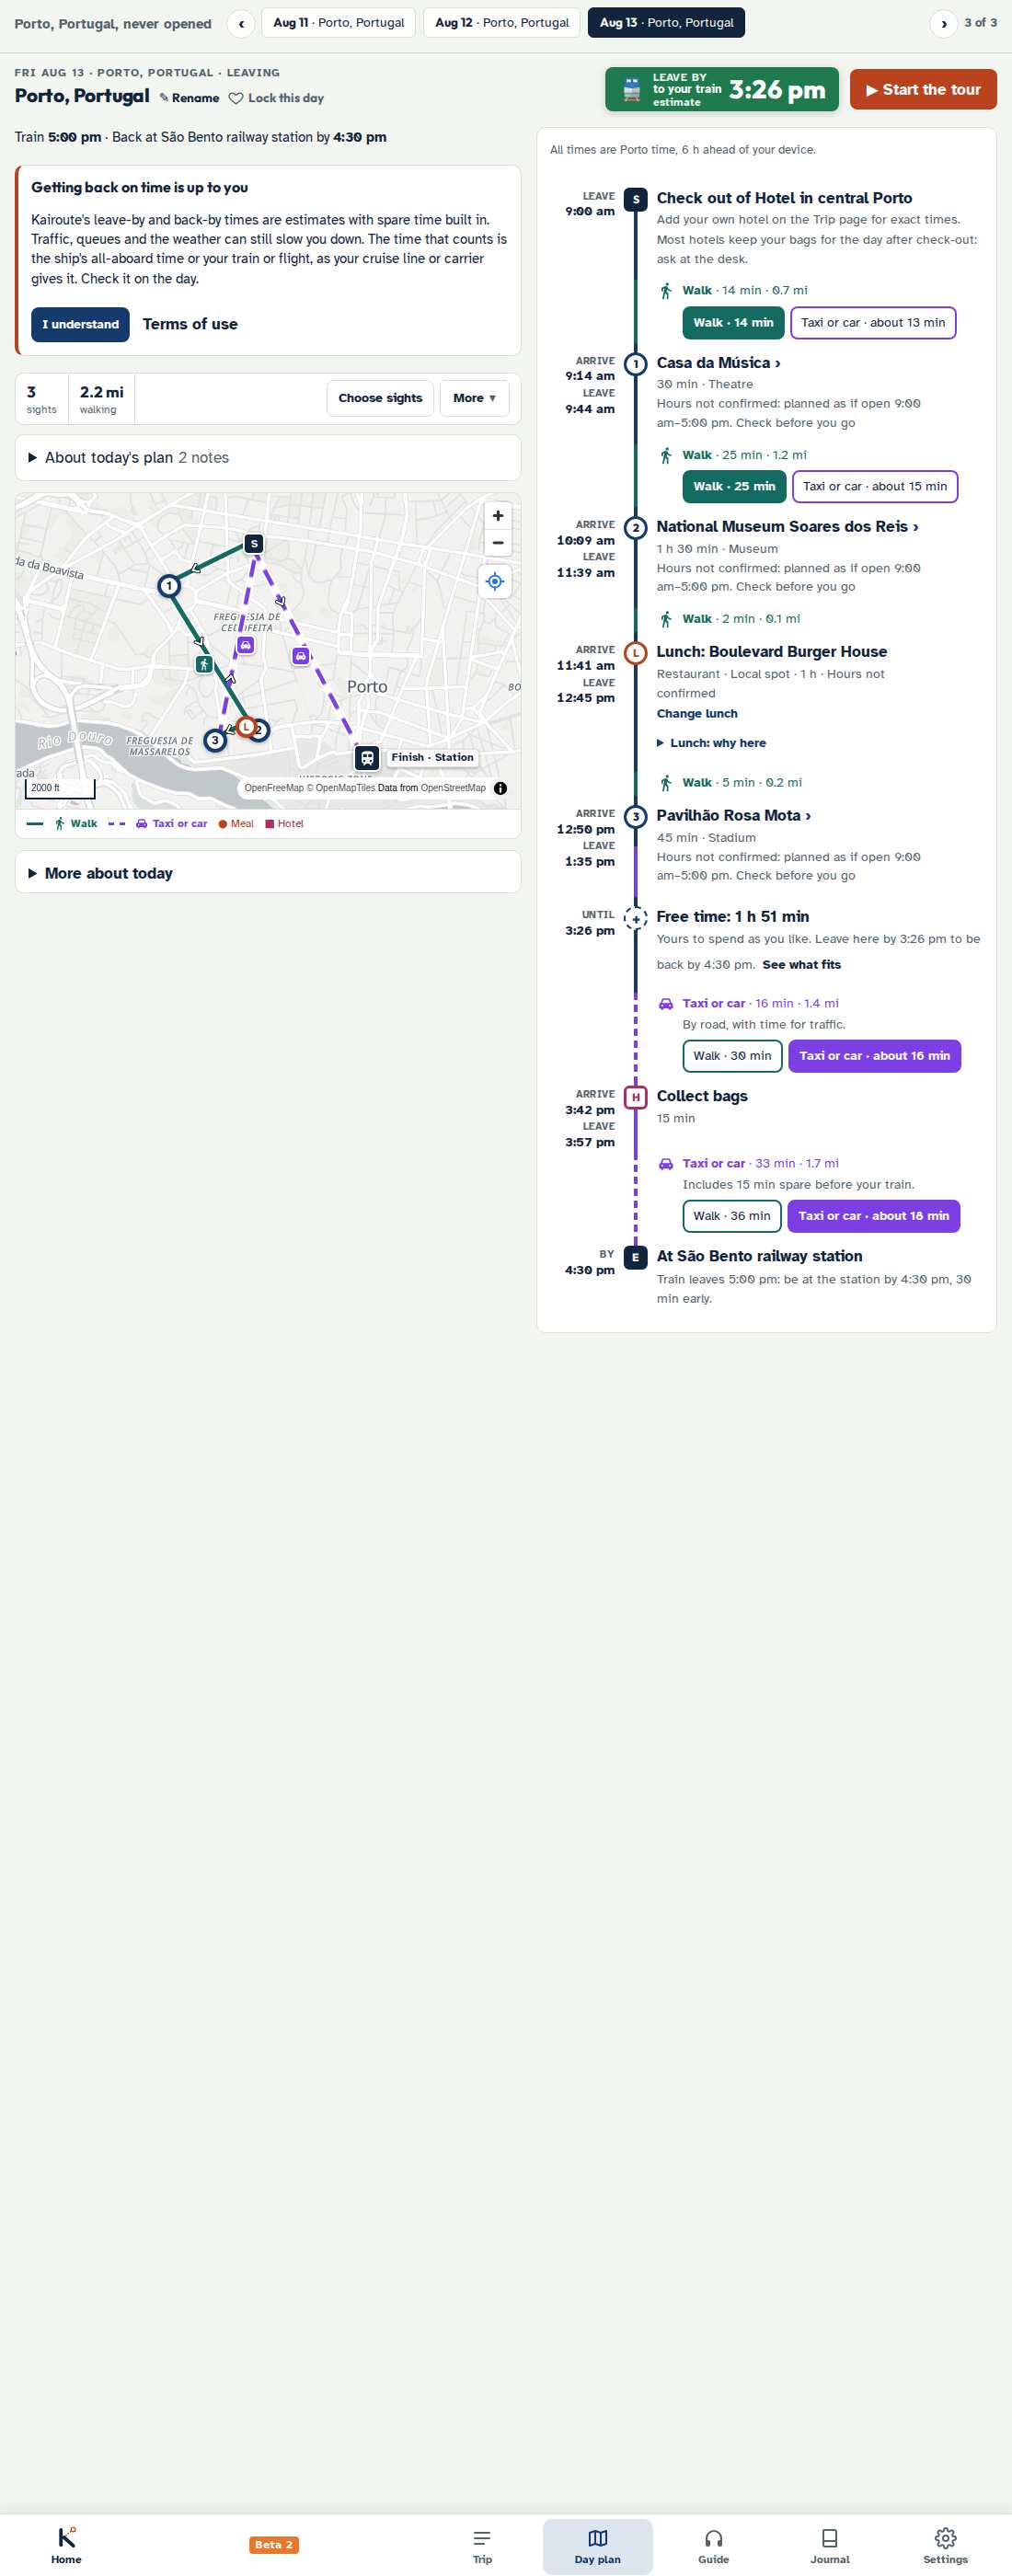 Porto, Portugal, never opened
‹
Aug 11 · Porto, Portugal
Aug 12 · Porto, Portugal
Aug 13 · Porto, Portugal
›
3 of 3
FRI AUG 13 · PORTO, PORTUGAL · LEAVING
Porto, Portugal
✎ Rename
Lock this day
LEAVE BY
to your train
estimate
3:26 pm
▶ Start the tour
Train 5:00 pm · Back at São Bento railway station by 4:30 pm
Getting back on time is up to you
Kairoute's leave-by and back-by times are estimates with spare time built in.
Traffic, queues and the weather can still slow you down. The time that counts is
the ship's all-aboard time or your train or flight, as your cruise line or carrier
gives it. Check it on the day.
I understand
Terms of use
3
sights
2.2 mi
walking
Choose sights
More ▼
▶ About today's plan 2 notes
da da Boavista
S
1
FREGUESIA DE
CEDOFEITA
Porto
BO
L
2
3
Rio Douro
FREGUESIA DE
MASSARELOS
Finish · Station
rada
2000 ft
OpenFreeMap © OpenMapTiles Data from OpenStreetMap
Walk
Taxi or car
Meal
Hotel
▶ More about today
All times are Porto time, 6 h ahead of your device.
LEAVE
9:00 am
S
Check out of Hotel in central Porto
Add your own hotel on the Trip page for exact times.
Most hotels keep your bags for the day after check-out:
ask at the desk.
Walk · 14 min · 0.7 mi
Walk · 14 min
Taxi or car · about 13 min
ARRIVE
9:14 am
LEAVE
9:44 am
1
Casa da Música ›
30 min · Theatre
Hours not confirmed: planned as if open 9:00
am–5:00 pm. Check before you go
Walk · 25 min · 1.2 mi
Walk · 25 min
Taxi or car · about 15 min
ARRIVE
10:09 am
LEAVE
11:39 am
2
National Museum Soares dos Reis ›
1 h 30 min · Museum
Hours not confirmed: planned as if open 9:00
am–5:00 pm. Check before you go
Walk · 2 min · 0.1 mi
ARRIVE
11:41 am
LEAVE
12:45 pm
L
Lunch: Boulevard Burger House
Restaurant · Local spot · 1 h · Hours not
confirmed
Change lunch
▶ Lunch: why here
Walk · 5 min · 0.2 mi
ARRIVE
12:50 pm
LEAVE
1:35 pm
3
Pavilhão Rosa Mota ›
45 min · Stadium
Hours not confirmed: planned as if open 9:00
am–5:00 pm. Check before you go
UNTIL
3:26 pm
+
Free time: 1 h 51 min
Yours to spend as you like. Leave here by 3:26 pm to be
back by 4:30 pm. See what fits
Taxi or car · 16 min · 1.4 mi
By road, with time for traffic.
Walk · 30 min
Taxi or car · about 16 min
ARRIVE
3:42 pm
LEAVE
3:57 pm
H
Collect bags
15 min
Taxi or car · 33 min · 1.7 mi
Includes 15 min spare before your train.
Walk · 36 min
Taxi or car · about 18 min
BY
4:30 pm
E
At São Bento railway station
Train leaves 5:00 pm: be at the station by 4:30 pm, 30
min early.
Home
Beta 2
Trip
Day plan
Guide
Journal
Settings